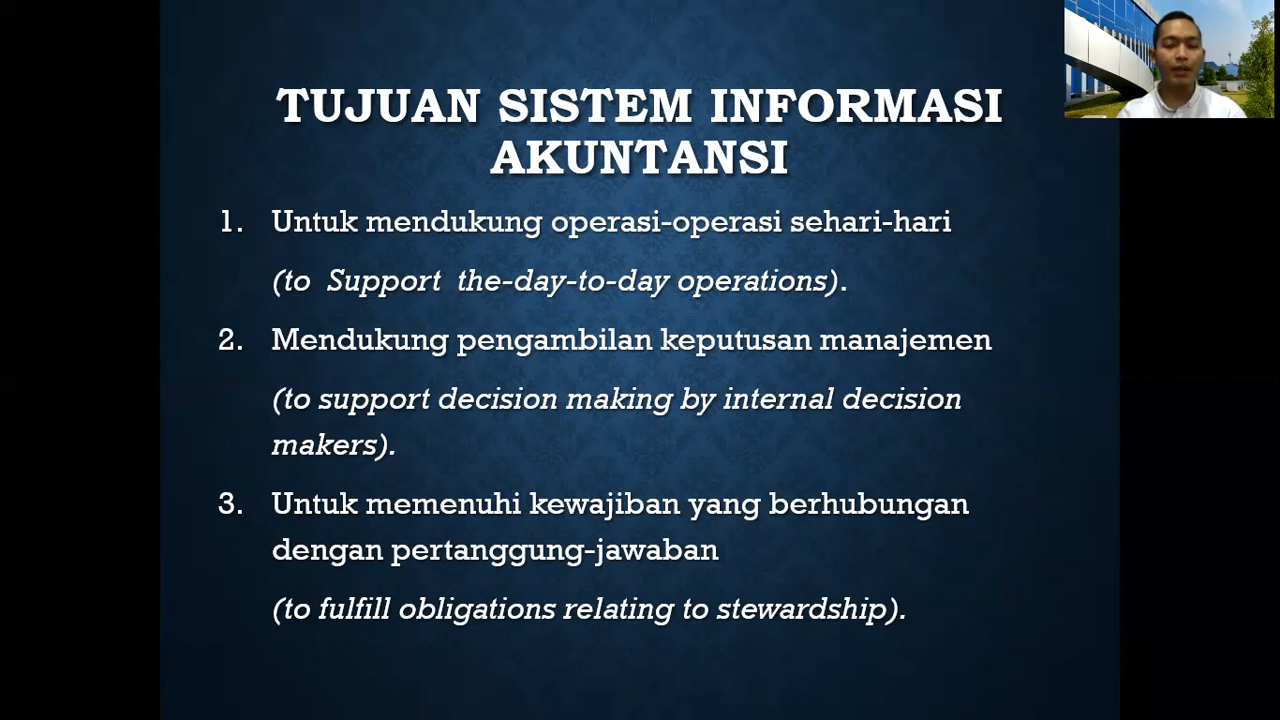 TUJUAN SISTEM INFORMASI
AKUNTANSI
1. Untuk mendukung operasi-operasi sehari-hari
(to Support the-day-to-day operations).
2. Mendukung pengambilan keputusan manajemen
(to support decision making by internal decision
makers).
3. Untuk memenuhi kewajiban yang berhubungan
dengan pertanggung-jawaban
(to fulfill obligations relating to stewardship).